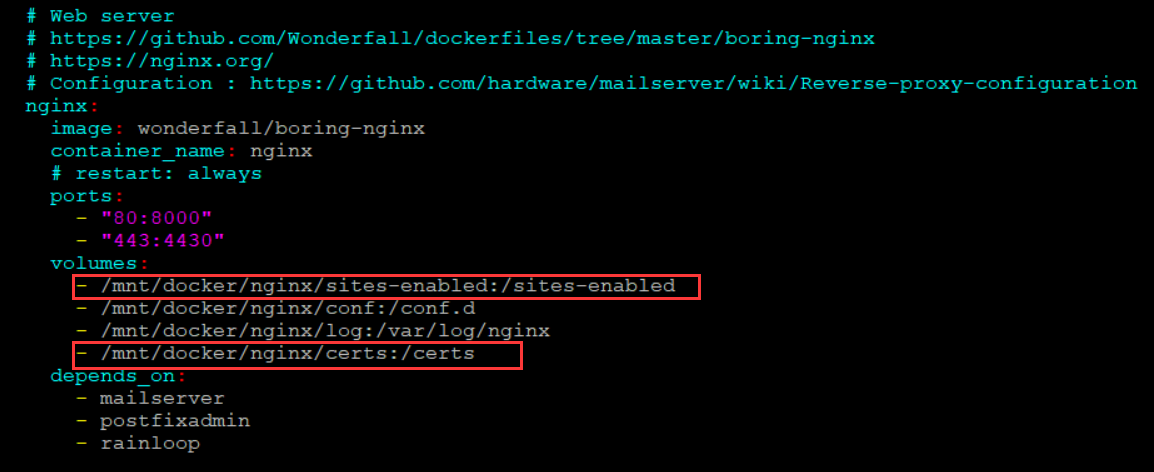 # Web server
# https://github.com/Wonderfall/dockerfiles/tree/master/boring-nginx
# https://nginx.org/
# Configuration : https://github.com/hardware/mailserver/wiki/Reverse-proxy-configuration
nginx:
  image: wonderfall/boring-nginx
  container_name: nginx
  # restart: always
  ports:
    - "80:8000"
    - "443:4430"
  volumes:
    - /mnt/docker/nginx/sites-enabled:/sites-enabled
    - /mnt/docker/nginx/conf:/conf.d
    - /mnt/docker/nginx/log:/var/log/nginx
    - /mnt/docker/nginx/certs:/certs
  depends_on:
    - mailserver
    - postfixadmin
    - rainloop